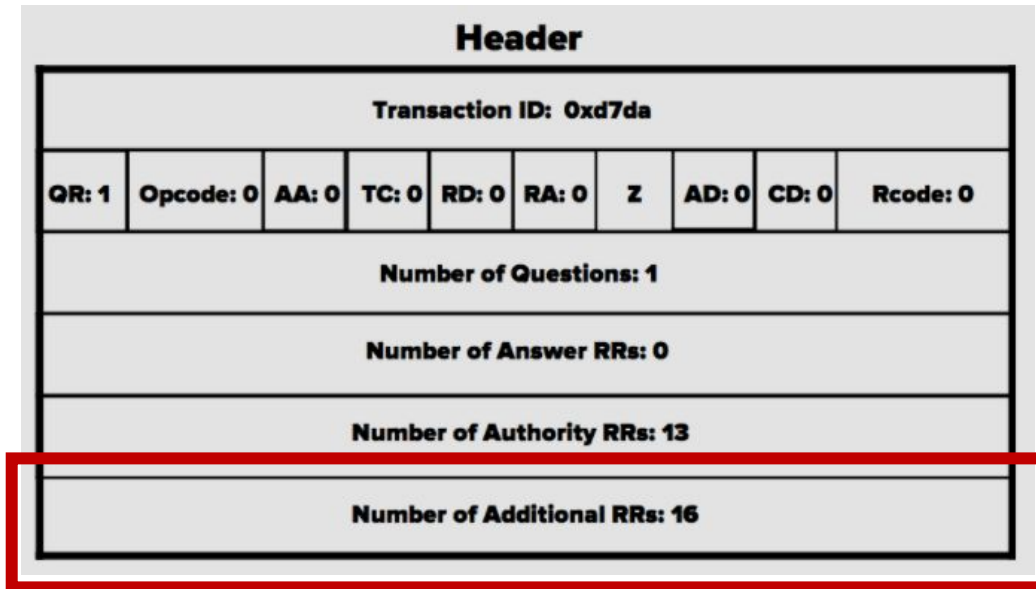 Header
Transaction ID: 0xd7da
QR: 1 Opcode: 0 AA: 0 TC: 0 RD: 0 RA: 0 Z AD: 0 CD: 0 Rcode: 0
Number of Questions: 1
Number of Answer RRs: 0
Number of Authority RRs: 13
Number of Additional RRs: 16